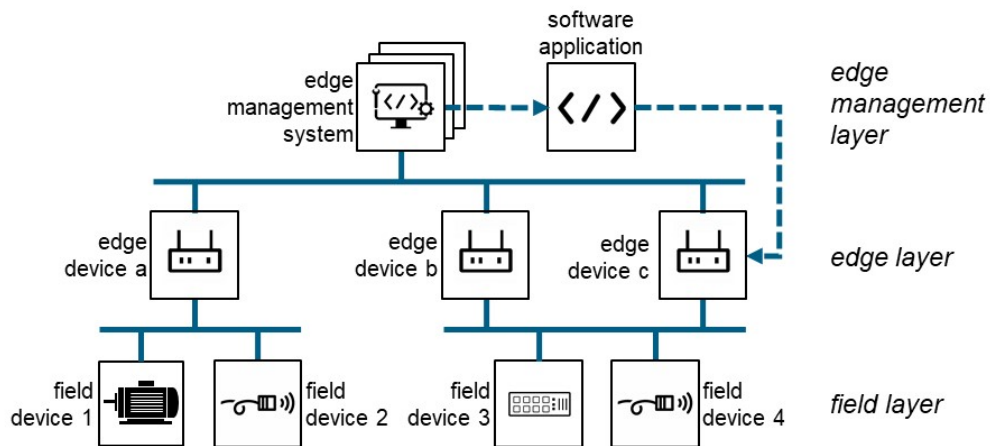 software
application
edge
management
system
</>
</>
edge
management
layer
edge
device a
edge
device b
edge
device c
edge layer
field
device 1
field
device 2
field
device 3
field
device 4
field layer